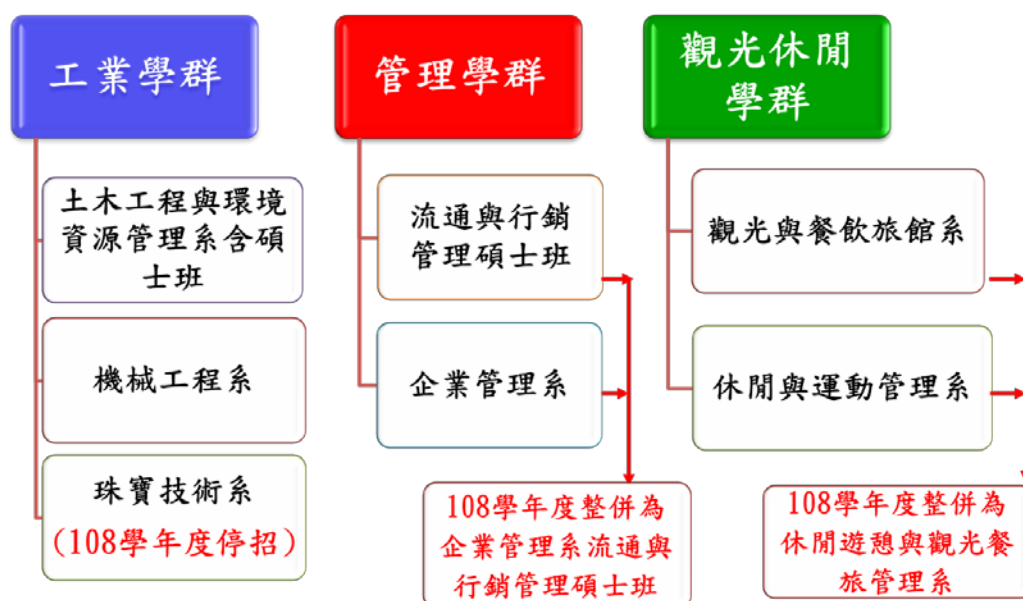 工業學群
土木工程與環境
資源管理系含碩
士班
機械工程系
珠寶技術系
(108學年度停招)
管理學群
流通與行銷
管理碩士班
企業管理系
108學年度整併為
企業管理系流通與
行銷管理碩士班
觀光休閒
學群
觀光與餐飲旅館系
休閒與運動管理系
108學年度整併為
休閒遊憩與觀光餐
旅管理系